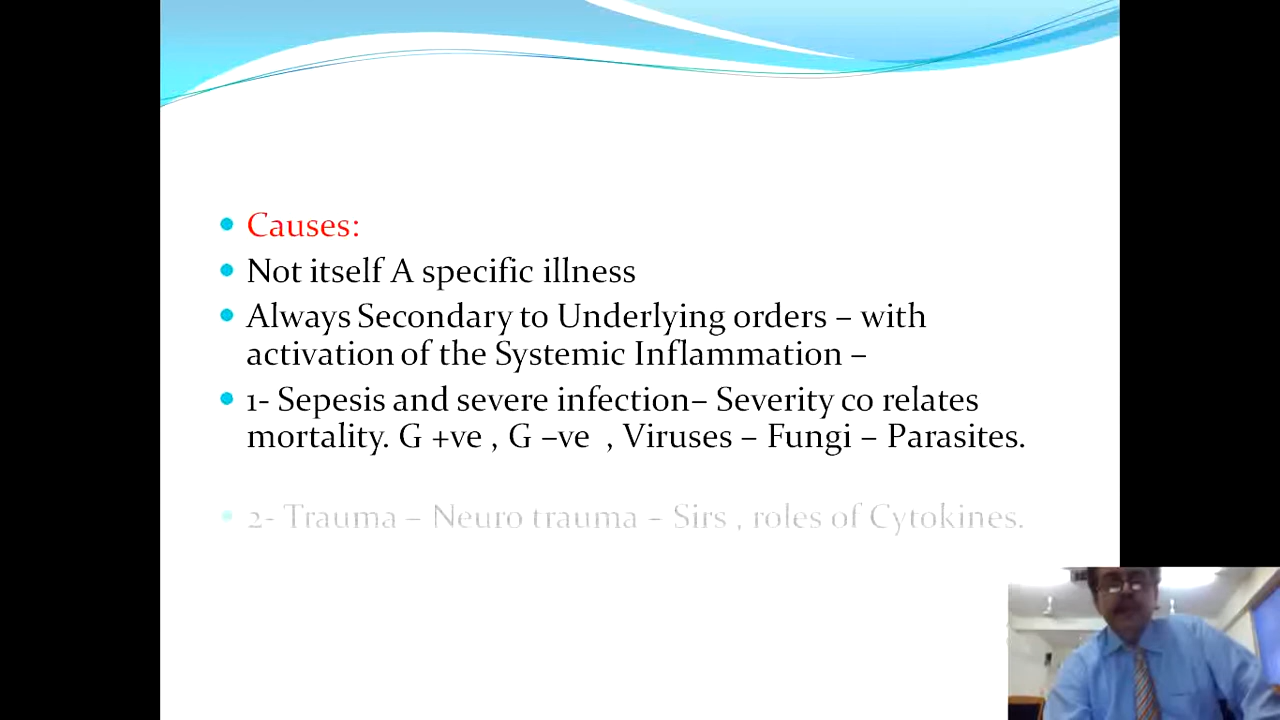 Causes:
Not itself A specific illness
Always Secondary to Underlying orders – with
activation of the Systemic Inflammation –
1- Sepesis and severe infection– Severity co relates
mortality. G +ve , G –ve , Viruses – Fungi – Parasites.
2- Trauma – Neuro trauma – Sirs , roles of Cytokines.